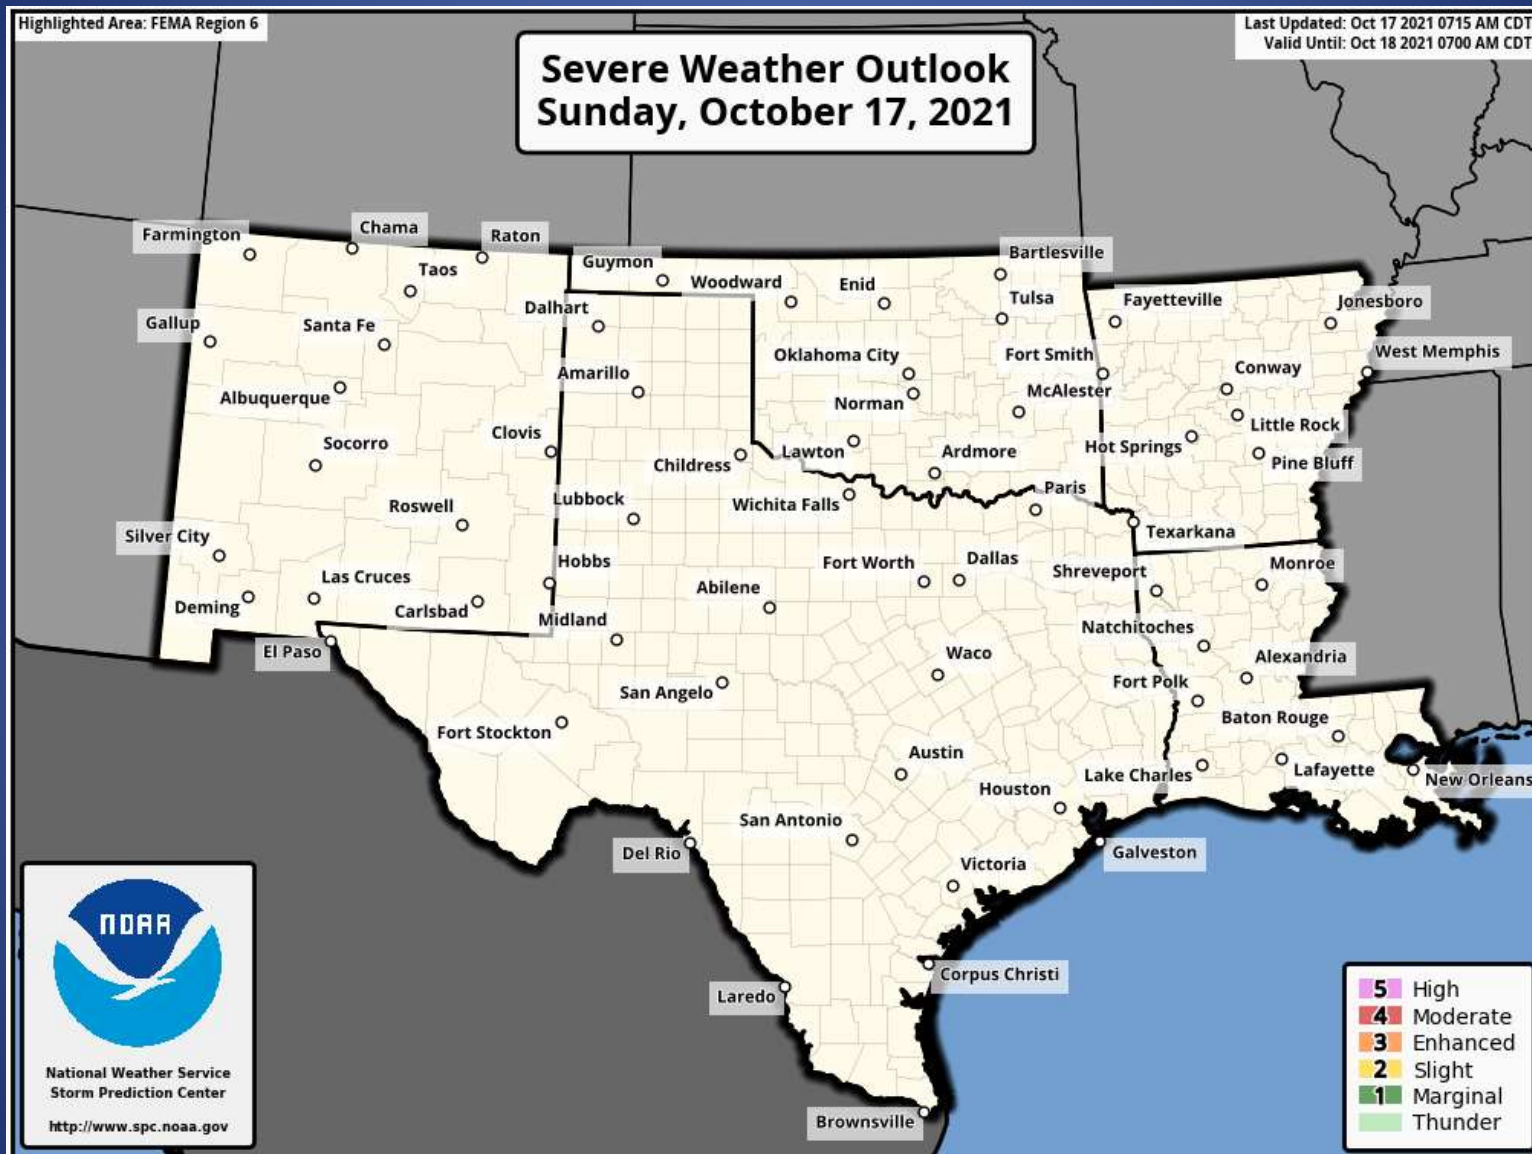 Highlighted Area: FEMA Region 6
Last Updated: Oct 17 2021 0715 AM CDT
Valid Until: Oct 18 2021 0700 AM CDT
Severe Weather Outlook
Sunday, October 17, 2021
Farmington
Chama
Raton
Taos
Guymon
Woodward
Enid
Bartlesville
Tulsa
Fayetteville
Jonesboro
Gallup
Santa Fe
Dalhart
Oklahoma City
Fort Smith
West Memphis
Albuquerque
Amarillo
Norman
McAlester
Conway
Little Rock
Socorro
Clovis
Childress
Lawton
Ardmore
Hot Springs
Pine Bluff
Roswell
Lubbock
Wichita Falls
Paris
Texarkana
Silver City
Las Cruces
Hobbs
Abilene
Fort Worth
Dallas
Shreveport
Monroe
Deming
Carlsbad
Midland
Natchitoches
El Paso
San Angelo
Waco
Alexandria
Fort Polk
Fort Stockton
Baton Rouge
Austin
Houston
Lake Charles
Lafayette
New Orleans
San Antonio
Del Rio
Victoria
Galveston
Laredo
Corpus Christi
Brownsville
NOAA
National Weather Service
Storm Prediction Center
http://www.spc.noaa.gov
5 High
4 Moderate
3 Enhanced
2 Slight
1 Marginal
Thunder